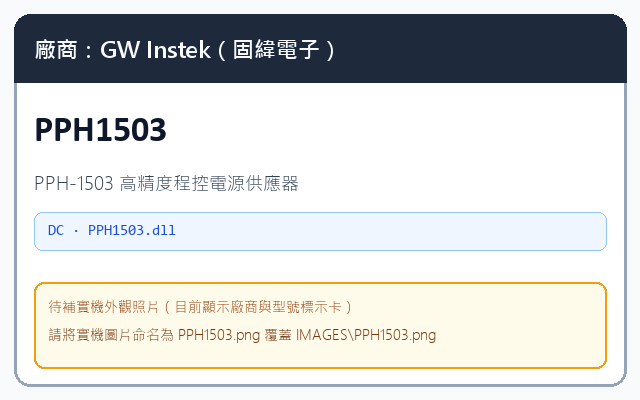 廠商：GW Instek（固緯電子）
PPH1503
PPH-1503 高精度程控電源供應器
DC · PPH1503.dll
待補實機外觀照片（目前顯示廠商與型號標示卡）
請將實機圖片命名為 PPH1503.png 覆蓋 IMAGES\PPH1503.png